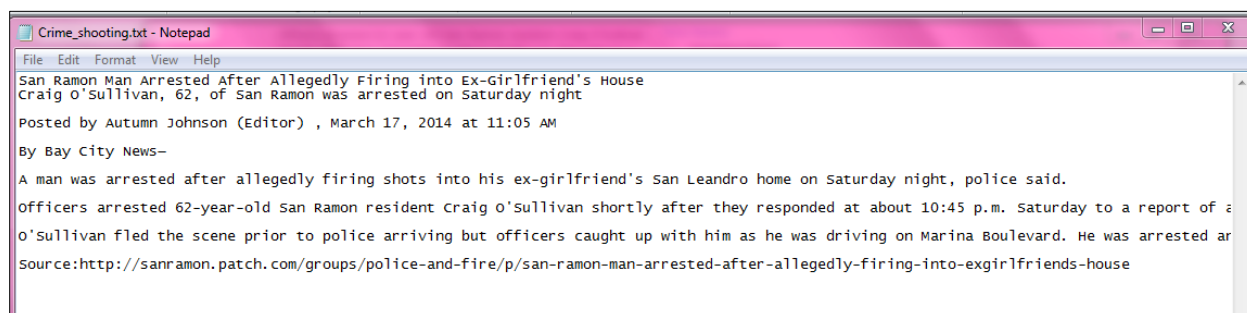 Crime_shooting.txt - Notepad
File Edit Format View Help
San Ramon Man Arrested After Allegedly Firing into Ex-Girlfriend's House
Craig O'Sullivan, 62, of San Ramon was arrested on Saturday night
Posted by Autumn Johnson (Editor) , March 17, 2014 at 11:05 AM
By Bay City News—
A man was arrested after allegedly firing shots into his ex-girlfriend's San Leandro home on Saturday night, police said.
Officers arrested 62-year-old San Ramon resident Craig O'Sullivan shortly after they responded at about 10:45 p.m. Saturday to a report of
O'Sullivan fled the scene prior to police arriving but officers caught up with him as he was driving on Marina Boulevard. He was arrested
Source:http://sanramon.patch.com/groups/police-and-fire/p/san-ramon-man-arrested-after-allegedly-firing-into-exgirlfriends-house